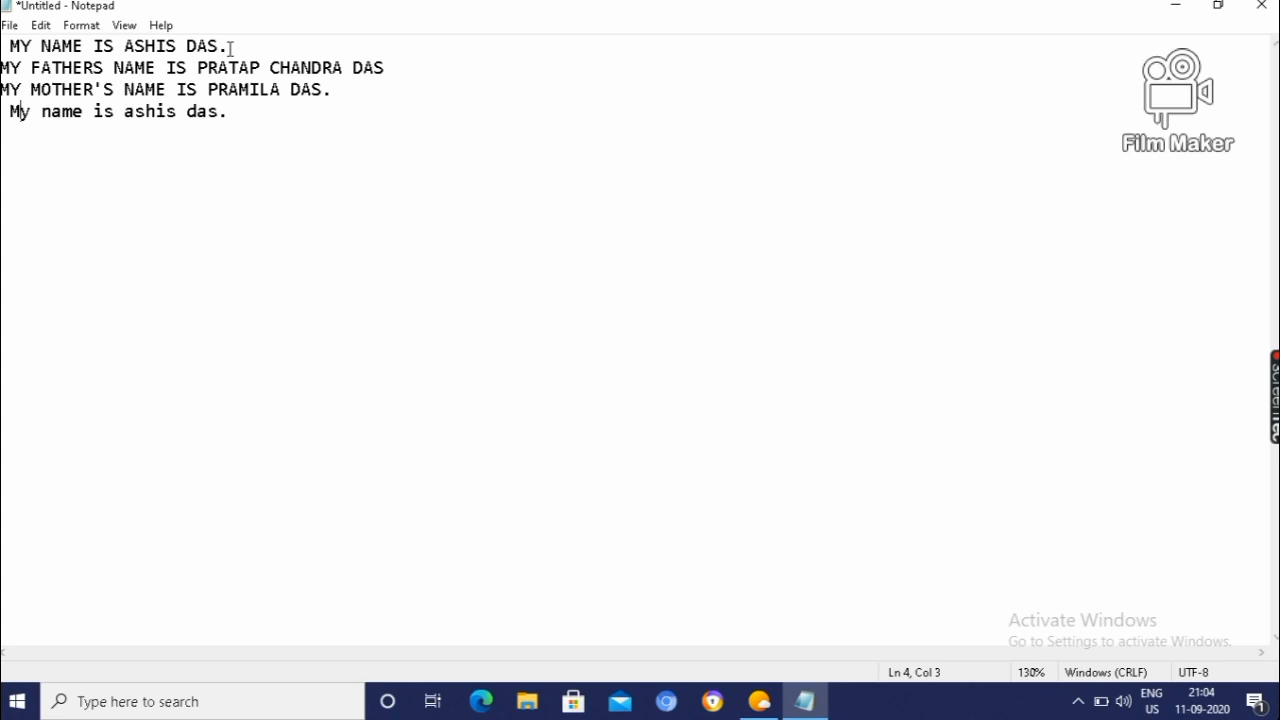 *Untitled - Notepad
File Edit Format View Help
MY NAME IS ASHIS DAS.
MY FATHERS NAME IS PRATAP CHANDRA DAS
MY MOTHER'S NAME IS PRAMILA DAS.
My name is ashis das.
Film Maker
Activate Windows
Go to Settings to activate Windows.
Ln 4, Col 3 130% Windows (CRLF) UTF-8
Type here to search
ENG
US
21:04
11-09-2020
1